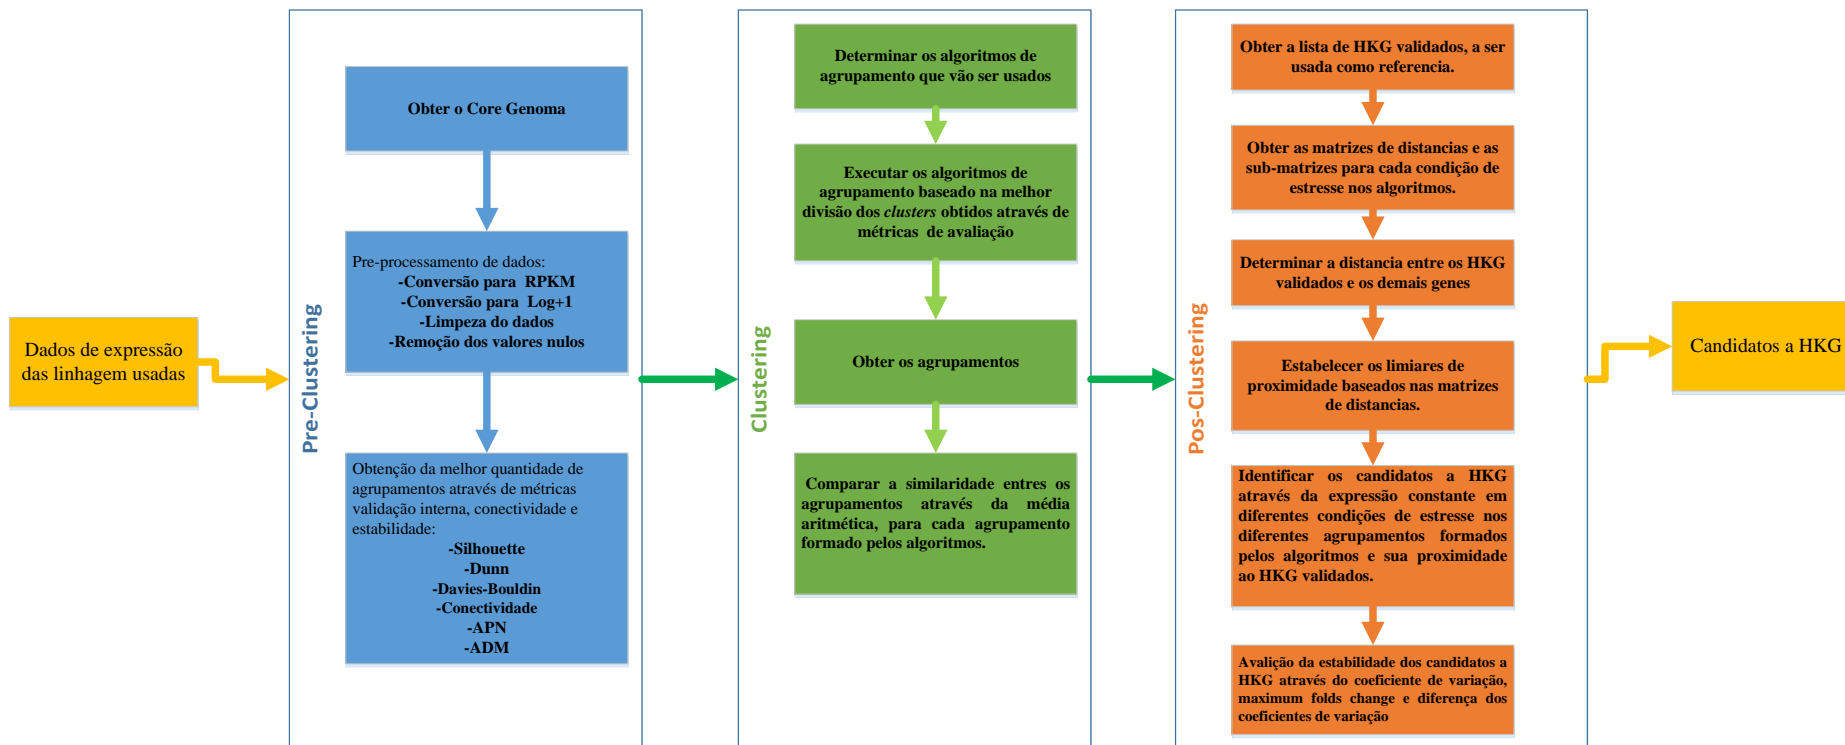 Dados de expressão
das linhagem usadas
Pre-Clustering
Obter o Core Genoma
Pre-processamento de dados:
-Conversão para RPKM
-Conversão para Log+1
-Limpeza do dados
-Remoção dos valores nulos
Obtenção da melhor quantidade de
agrupamentos através de métricas
validação interna, conectividade e
estabilidade:
-Silhouette
-Dunn
-Davies-Bouldin
-Conectividade
-APN
-ADM
Clustering
Determinar os algoritmos de
agrupamento que vão ser usados
Executar os algoritmos de
agrupamento baseado na melhor
divisão dos clusters obtidos através de
métricas de avaliação
Obter os agrupamentos
Comparar a similaridade entres os
agrupamentos através da média
aritmética, para cada agrupamento
formado pelos algoritmos.
Pos-Clustering
Obter a lista de HKG validados, a ser
usada como referencia.
Obter as matrizes de distancias e as
sub-matrizes para cada condição de
estresse nos algoritmos.
Determinar a distancia entre os HKG
validados e os demais genes
Estabelecer os limiares de
proximidade baseados nas matrizes
de distancias.
Identificar os candidatos a HKG
através da expressão constante em
diferentes condições de estresse nos
diferentes agrupamentos formados
pelos algoritmos e sua proximidade
ao HKG validados.
Avalição da estabilidade dos candidatos a
HKG através do coeficiente de variação,
maximum folds change e diferença dos
coeficientes de variação
Candidatos a HKG